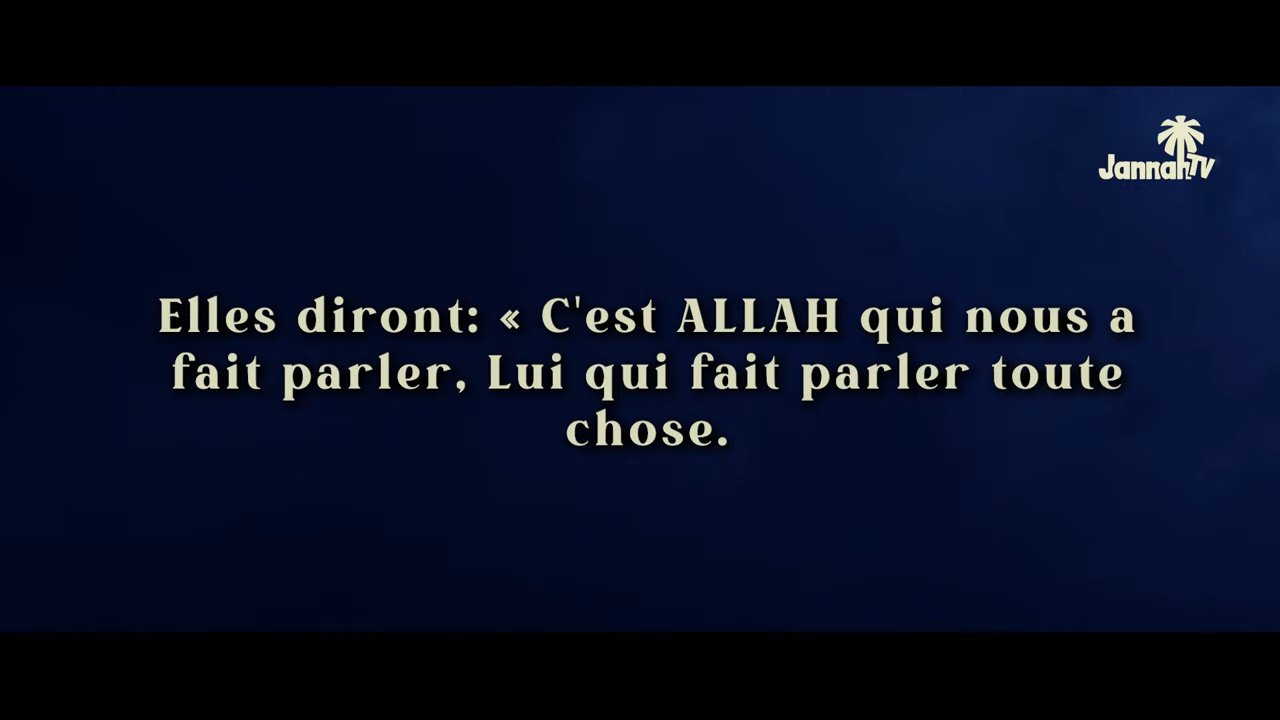 JannahTV
Elles diront: « C'est ALLAH qui nous a
fait parler, Lui qui fait parler toute
chose.